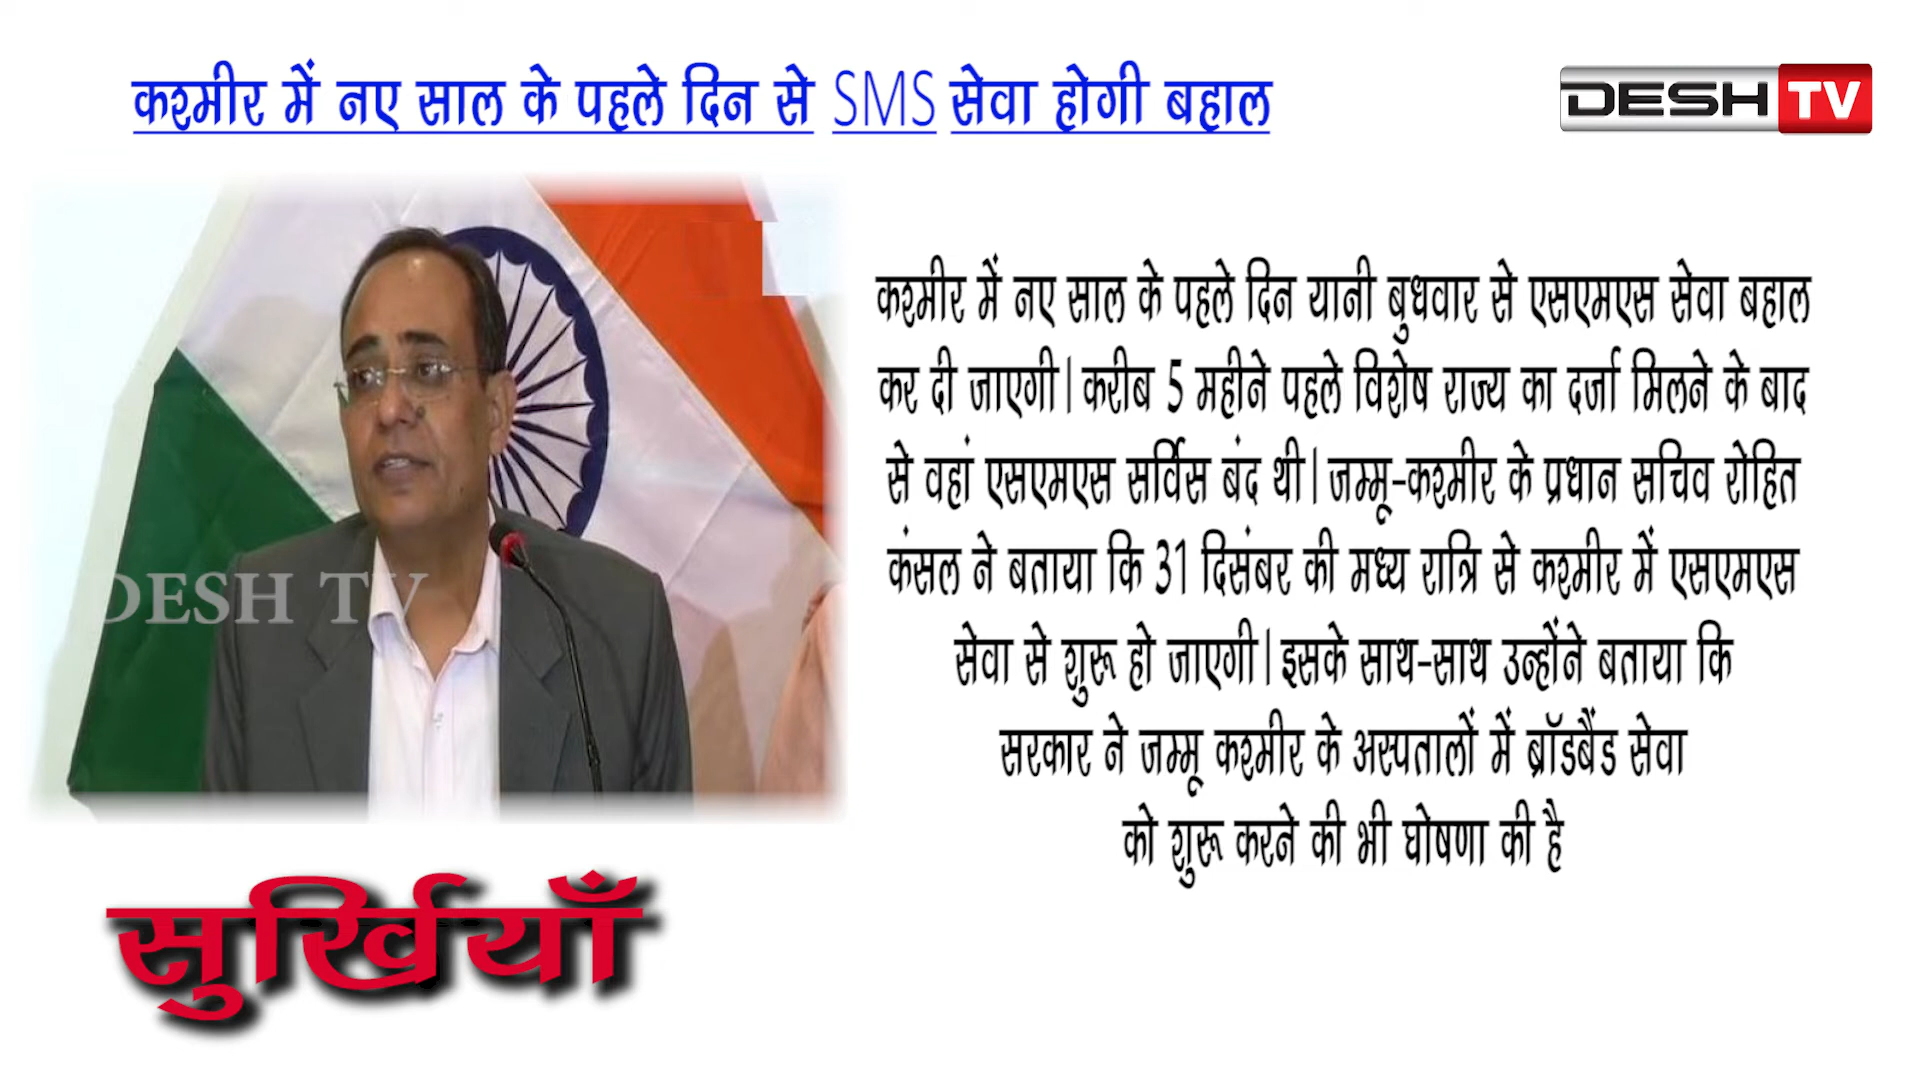 कश्मीर में नए साल के पहले दिन से SMS सेवा होगी बहाल
DESH TV
कश्मीर में नए साल के पहले दिन यानी बुधवार से एसएमएस सेवा बहाल
कर दी जाएगी। करीब 5 महीने पहले विशेष राज्य का दर्जा मिलने के बाद
से वहां एसएमएस सर्विस बंद थी। जम्मू-कश्मीर के प्रधान सचिव रोहित
कंसल ने बताया कि 31 दिसंबर की मध्य रात्रि से कश्मीर में एसएमएस
सेवा से शुरू हो जाएगी। इसके साथ-साथ उन्होंने बताया कि
सरकार ने जम्मू कश्मीर के अस्पतालों में ब्रॉडबैंड सेवा
को शुरू करने की भी घोषणा की है
DESH TV
सुर्खियाँ